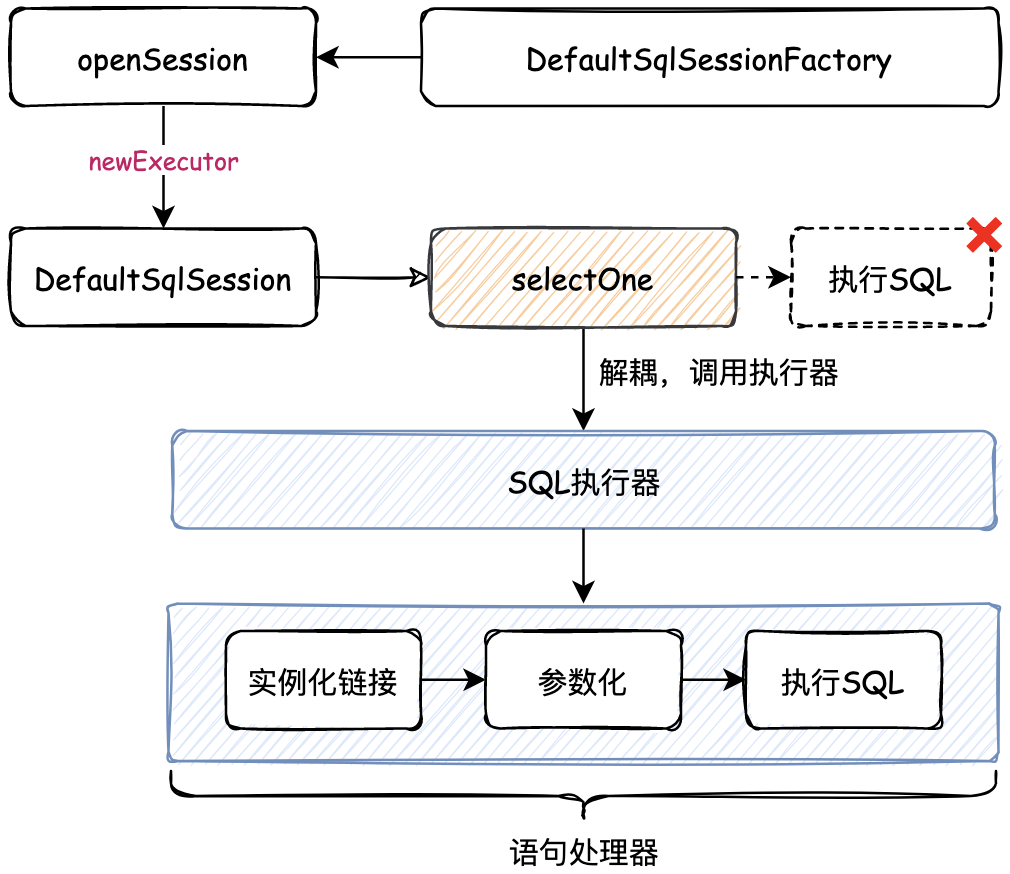 openSession
DefaultSqlSessionFactory
newExecutor
DefaultSqlSession
selectOne
执行SQL
解耦，调用执行器
SQL执行器
实例化链接
参数化
执行SQL
语句处理器